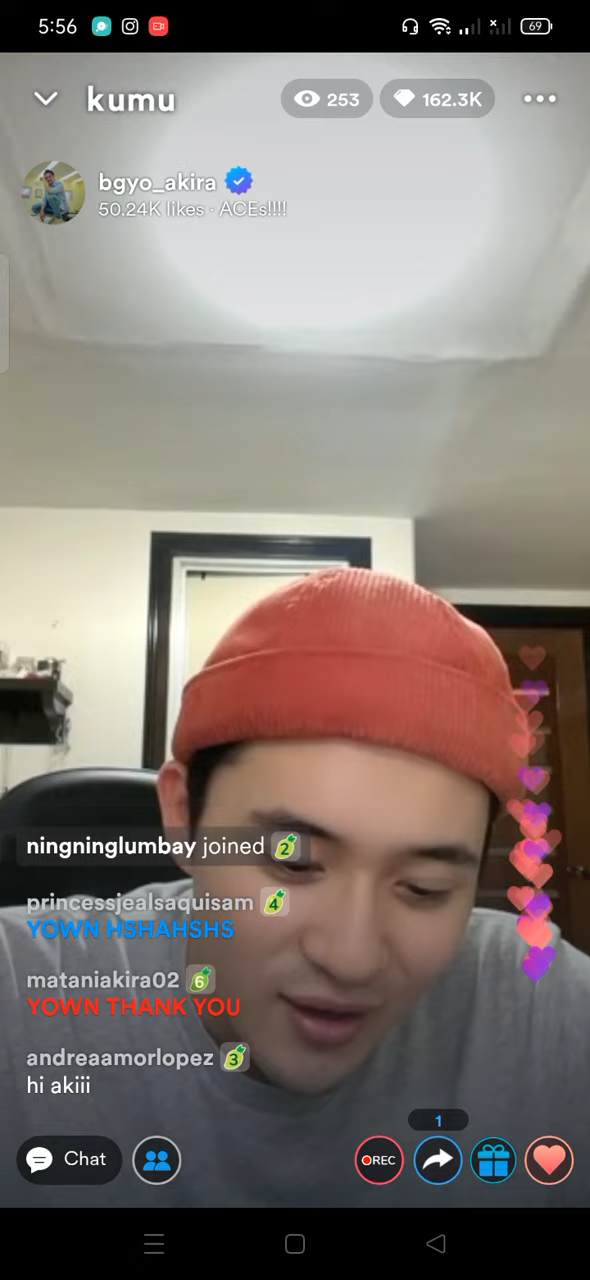 5:56
69
kumu
253
162.3K
bgyo_akira
50.24K likes · ACEs!!!!
ningninglumbay joined 2
princessjealsaquisam 4
YOWN HSHAHSHS
mataniakira02 6
YOWN THANK YOU
andreaamorlopez 3
hi akiii
1
Chat
REC